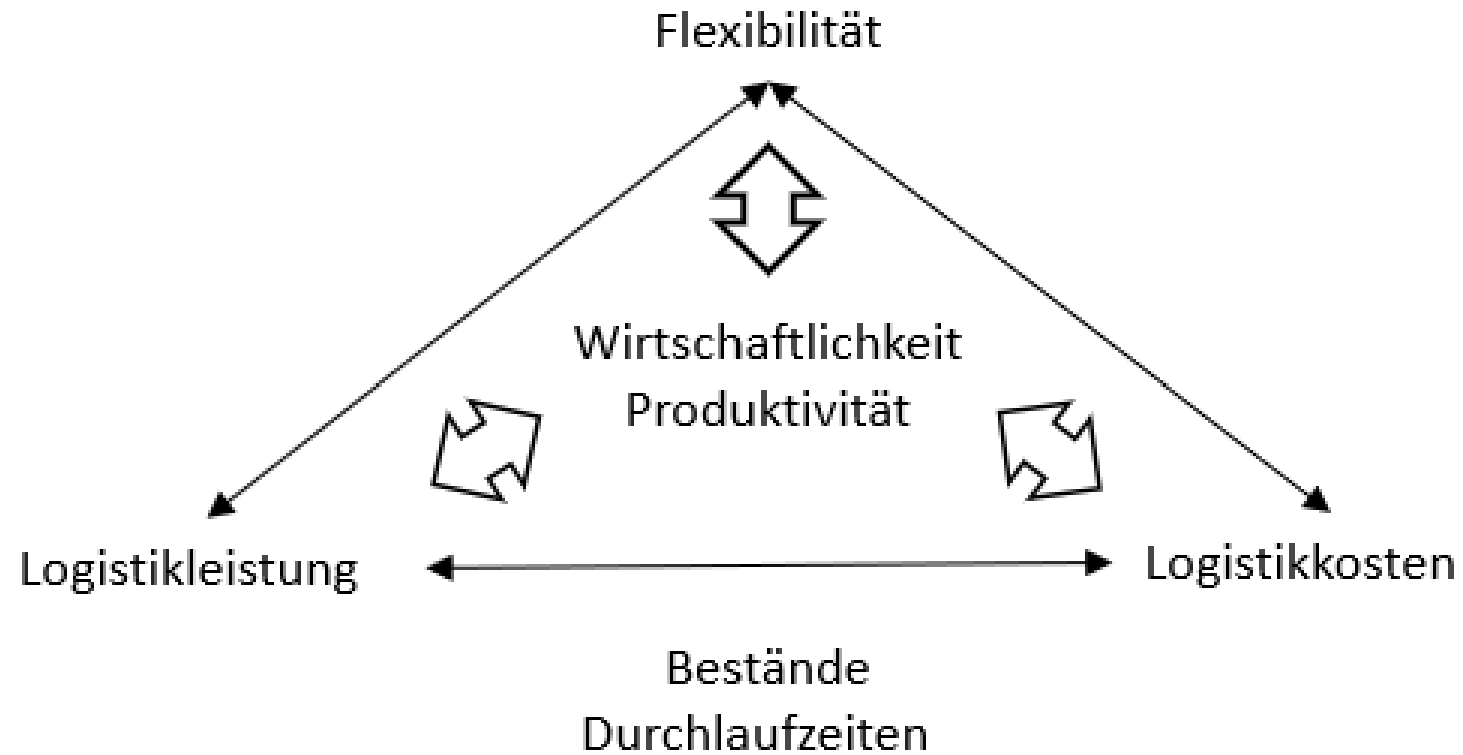 Flexibilität
Wirtschaftlichkeit
Produktivität
Logistikleistung
Logistikkosten
Bestände
Durchlaufzeiten